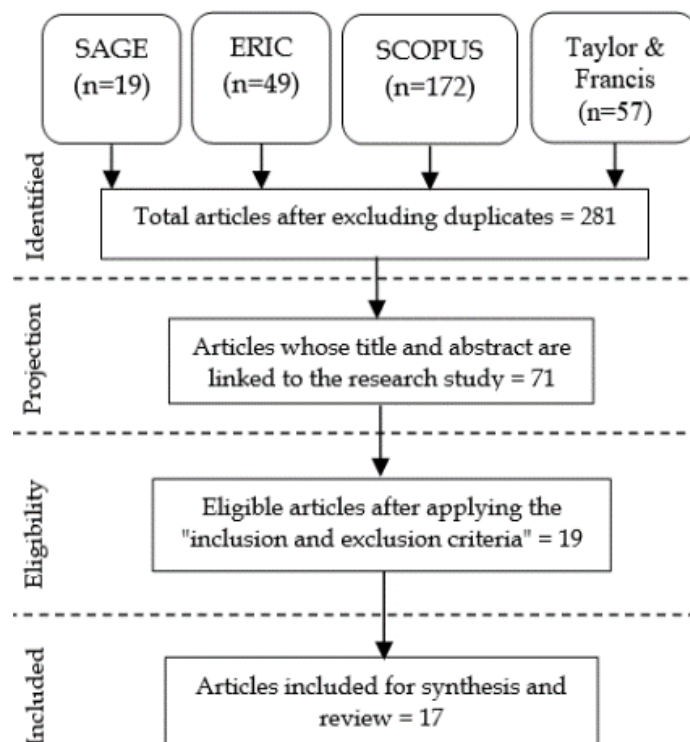 SAGE
(n=19)
ERIC
(n=49)
SCOPUS
(n=172)
Taylor &
Francis
(n=57)
Identified
Total articles after excluding duplicates = 281
Projection
Articles whose title and abstract are
linked to the research study = 71
Eligibility
Eligible articles after applying the
"inclusion and exclusion criteria" = 19
Included
Articles included for synthesis and
review = 17